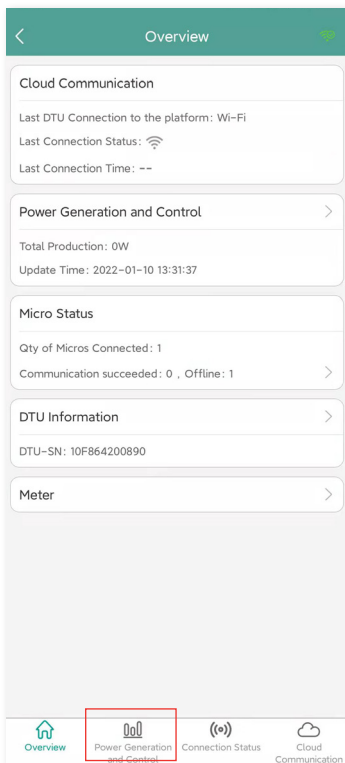 Overview
Cloud Communication
Last DTU Connection to the platform: Wi-Fi
Last Connection Status:
Last Connection Time: --
Power Generation and Control
Total Production: 0W
Update Time: 2022-01-10 13:31:37
Micro Status
Qty of Micros Connected: 1
Communication succeeded: 0 , Offline: 1
DTU Information
DTU-SN: 10F864200890
Meter
Overview
Power Generation
and Control
Connection Status
Cloud
Communication